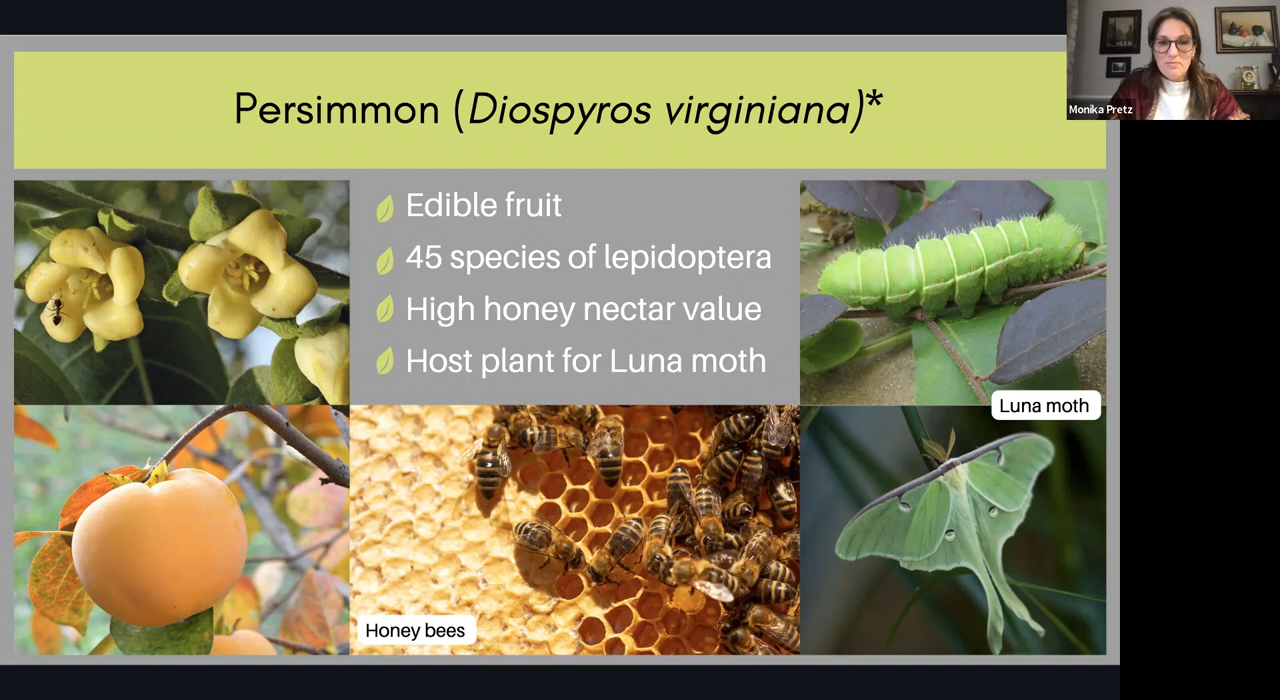 Persimmon (Diospyros virginiana)*
Monika Pretz
Edible fruit
45 species of lepidoptera
High honey nectar value
Host plant for Luna moth
Luna moth
Honey bees